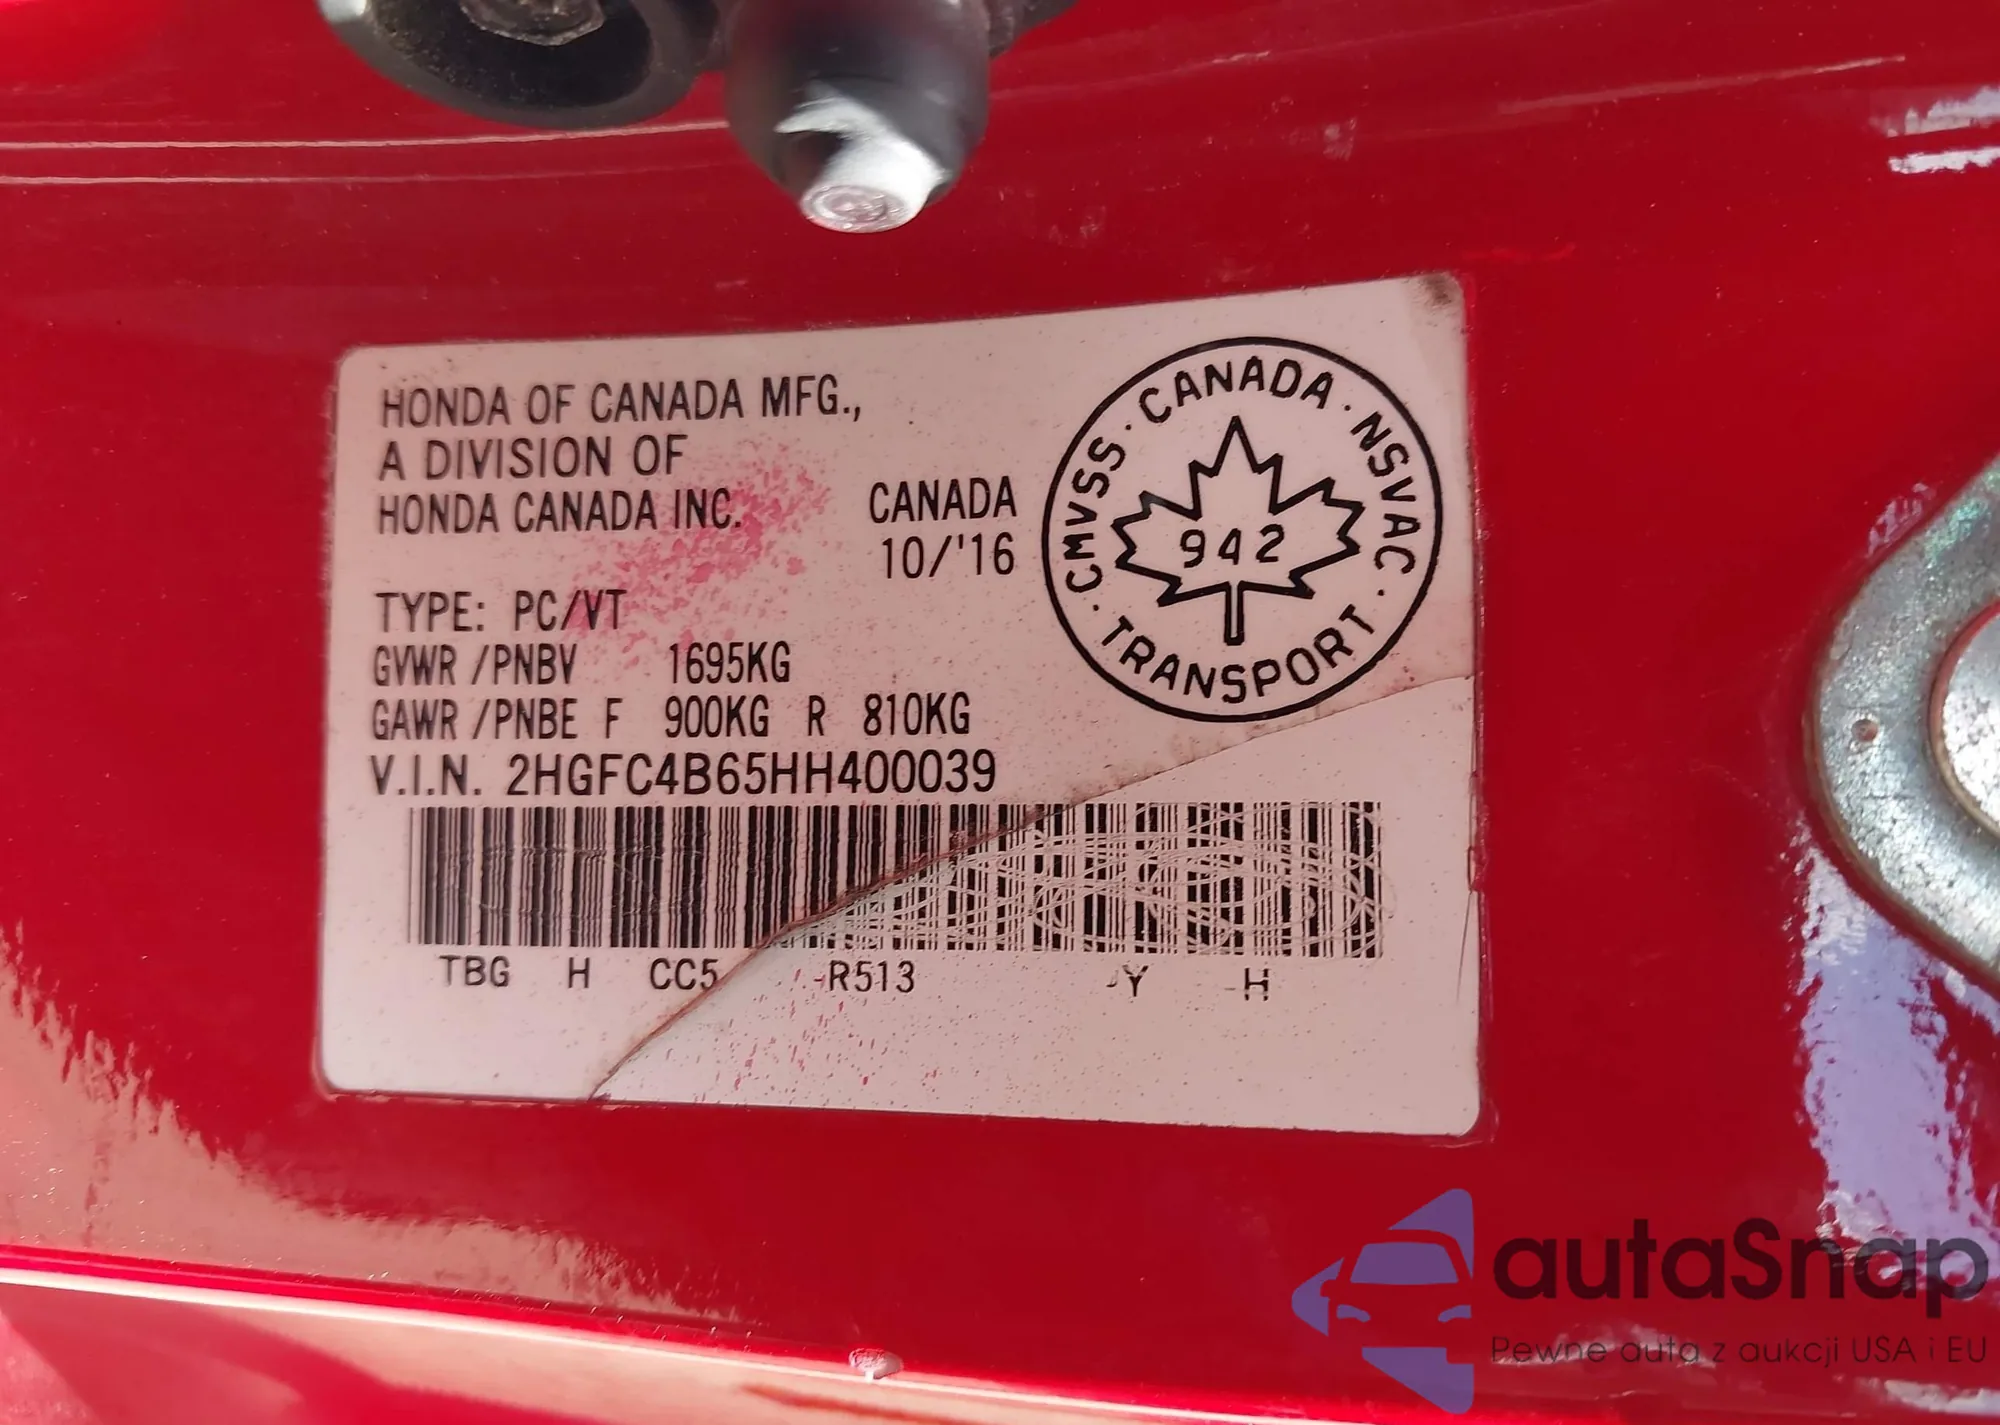 HONDA OF CANADA MFG.,
A DIVISION OF
HONDA CANADA INC.
CANADA
10/'16
TYPE: PC/VT
GVWR /PNBV 1695KG
GAWR /PNBE F 900KG R 810KG
V.I.N. 2HGFC4B65HH400039
TBG H CC5 -R513 Y H
CMVSS · CANADA · NSVAC · TRANSPORT ·
942
autaSnap
Pewne auta z aukcji USA i EU